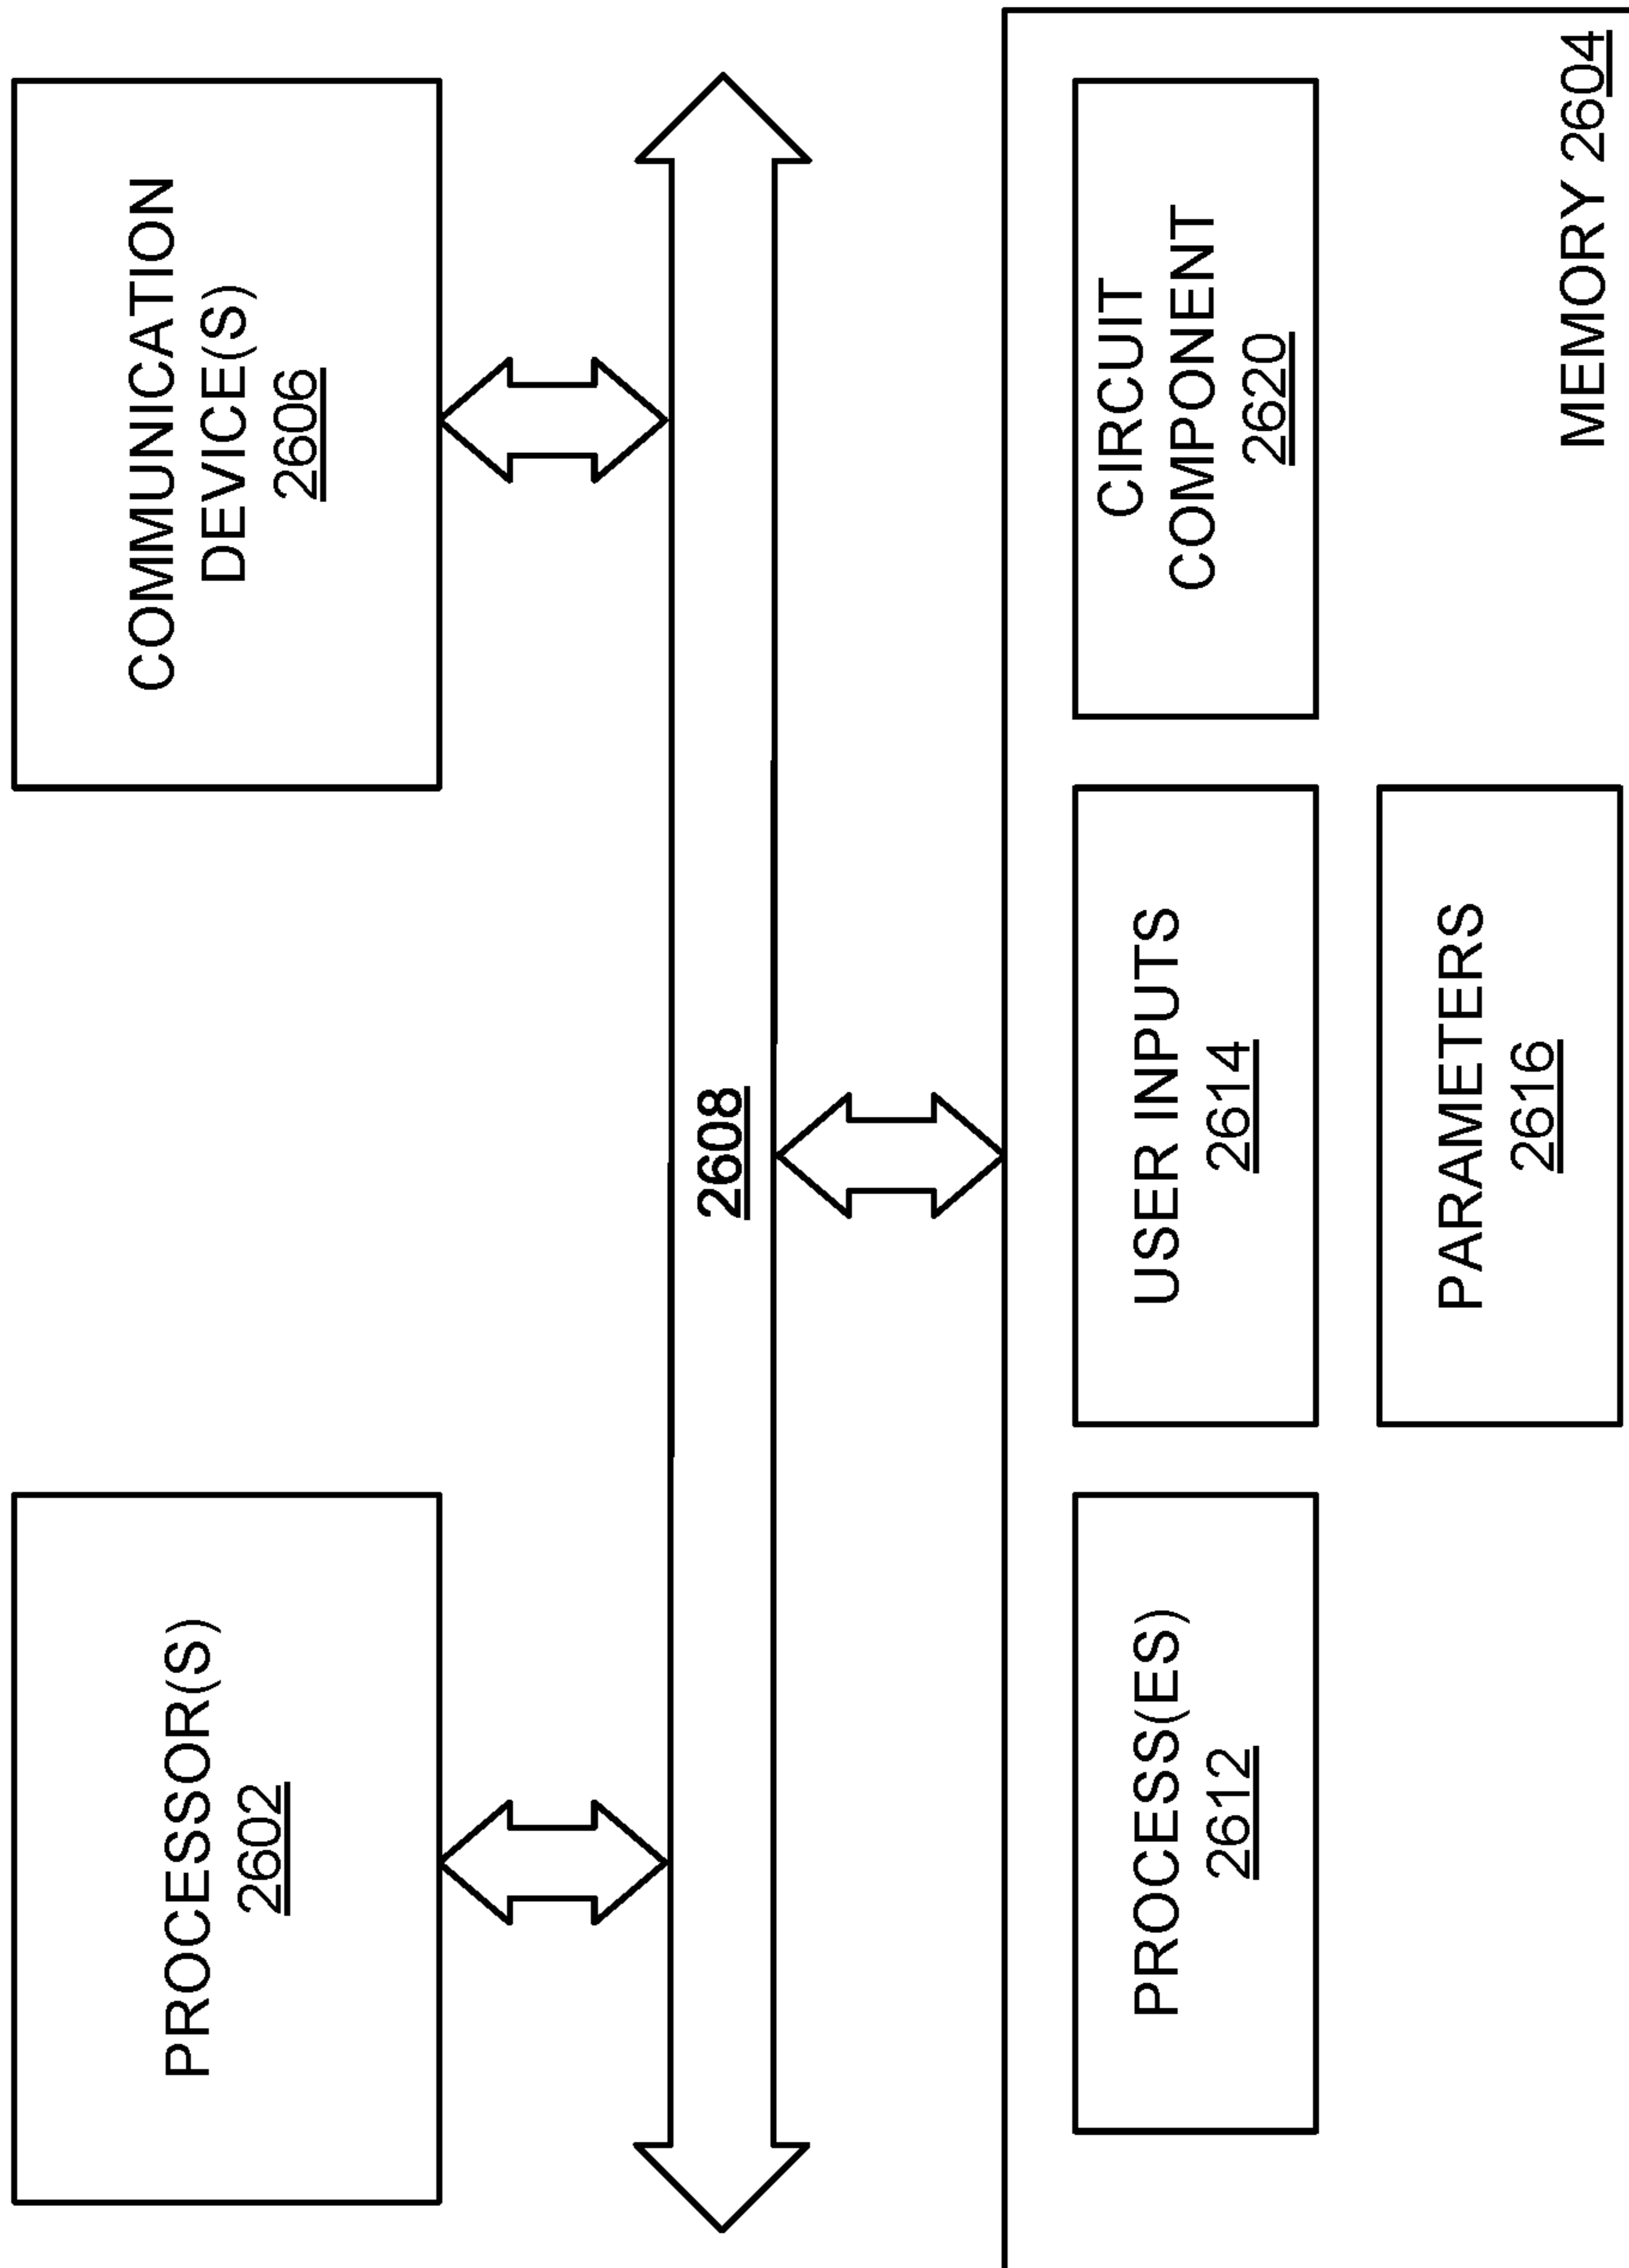 PROCESSOR(S)
2602
COMMUNICATION
DEVICE(S)
2606
2608
PROCESS(ES)
2612
USER INPUTS
2614
CIRCUIT
COMPONENT
2620
PARAMETERS
2616
MEMORY 2604